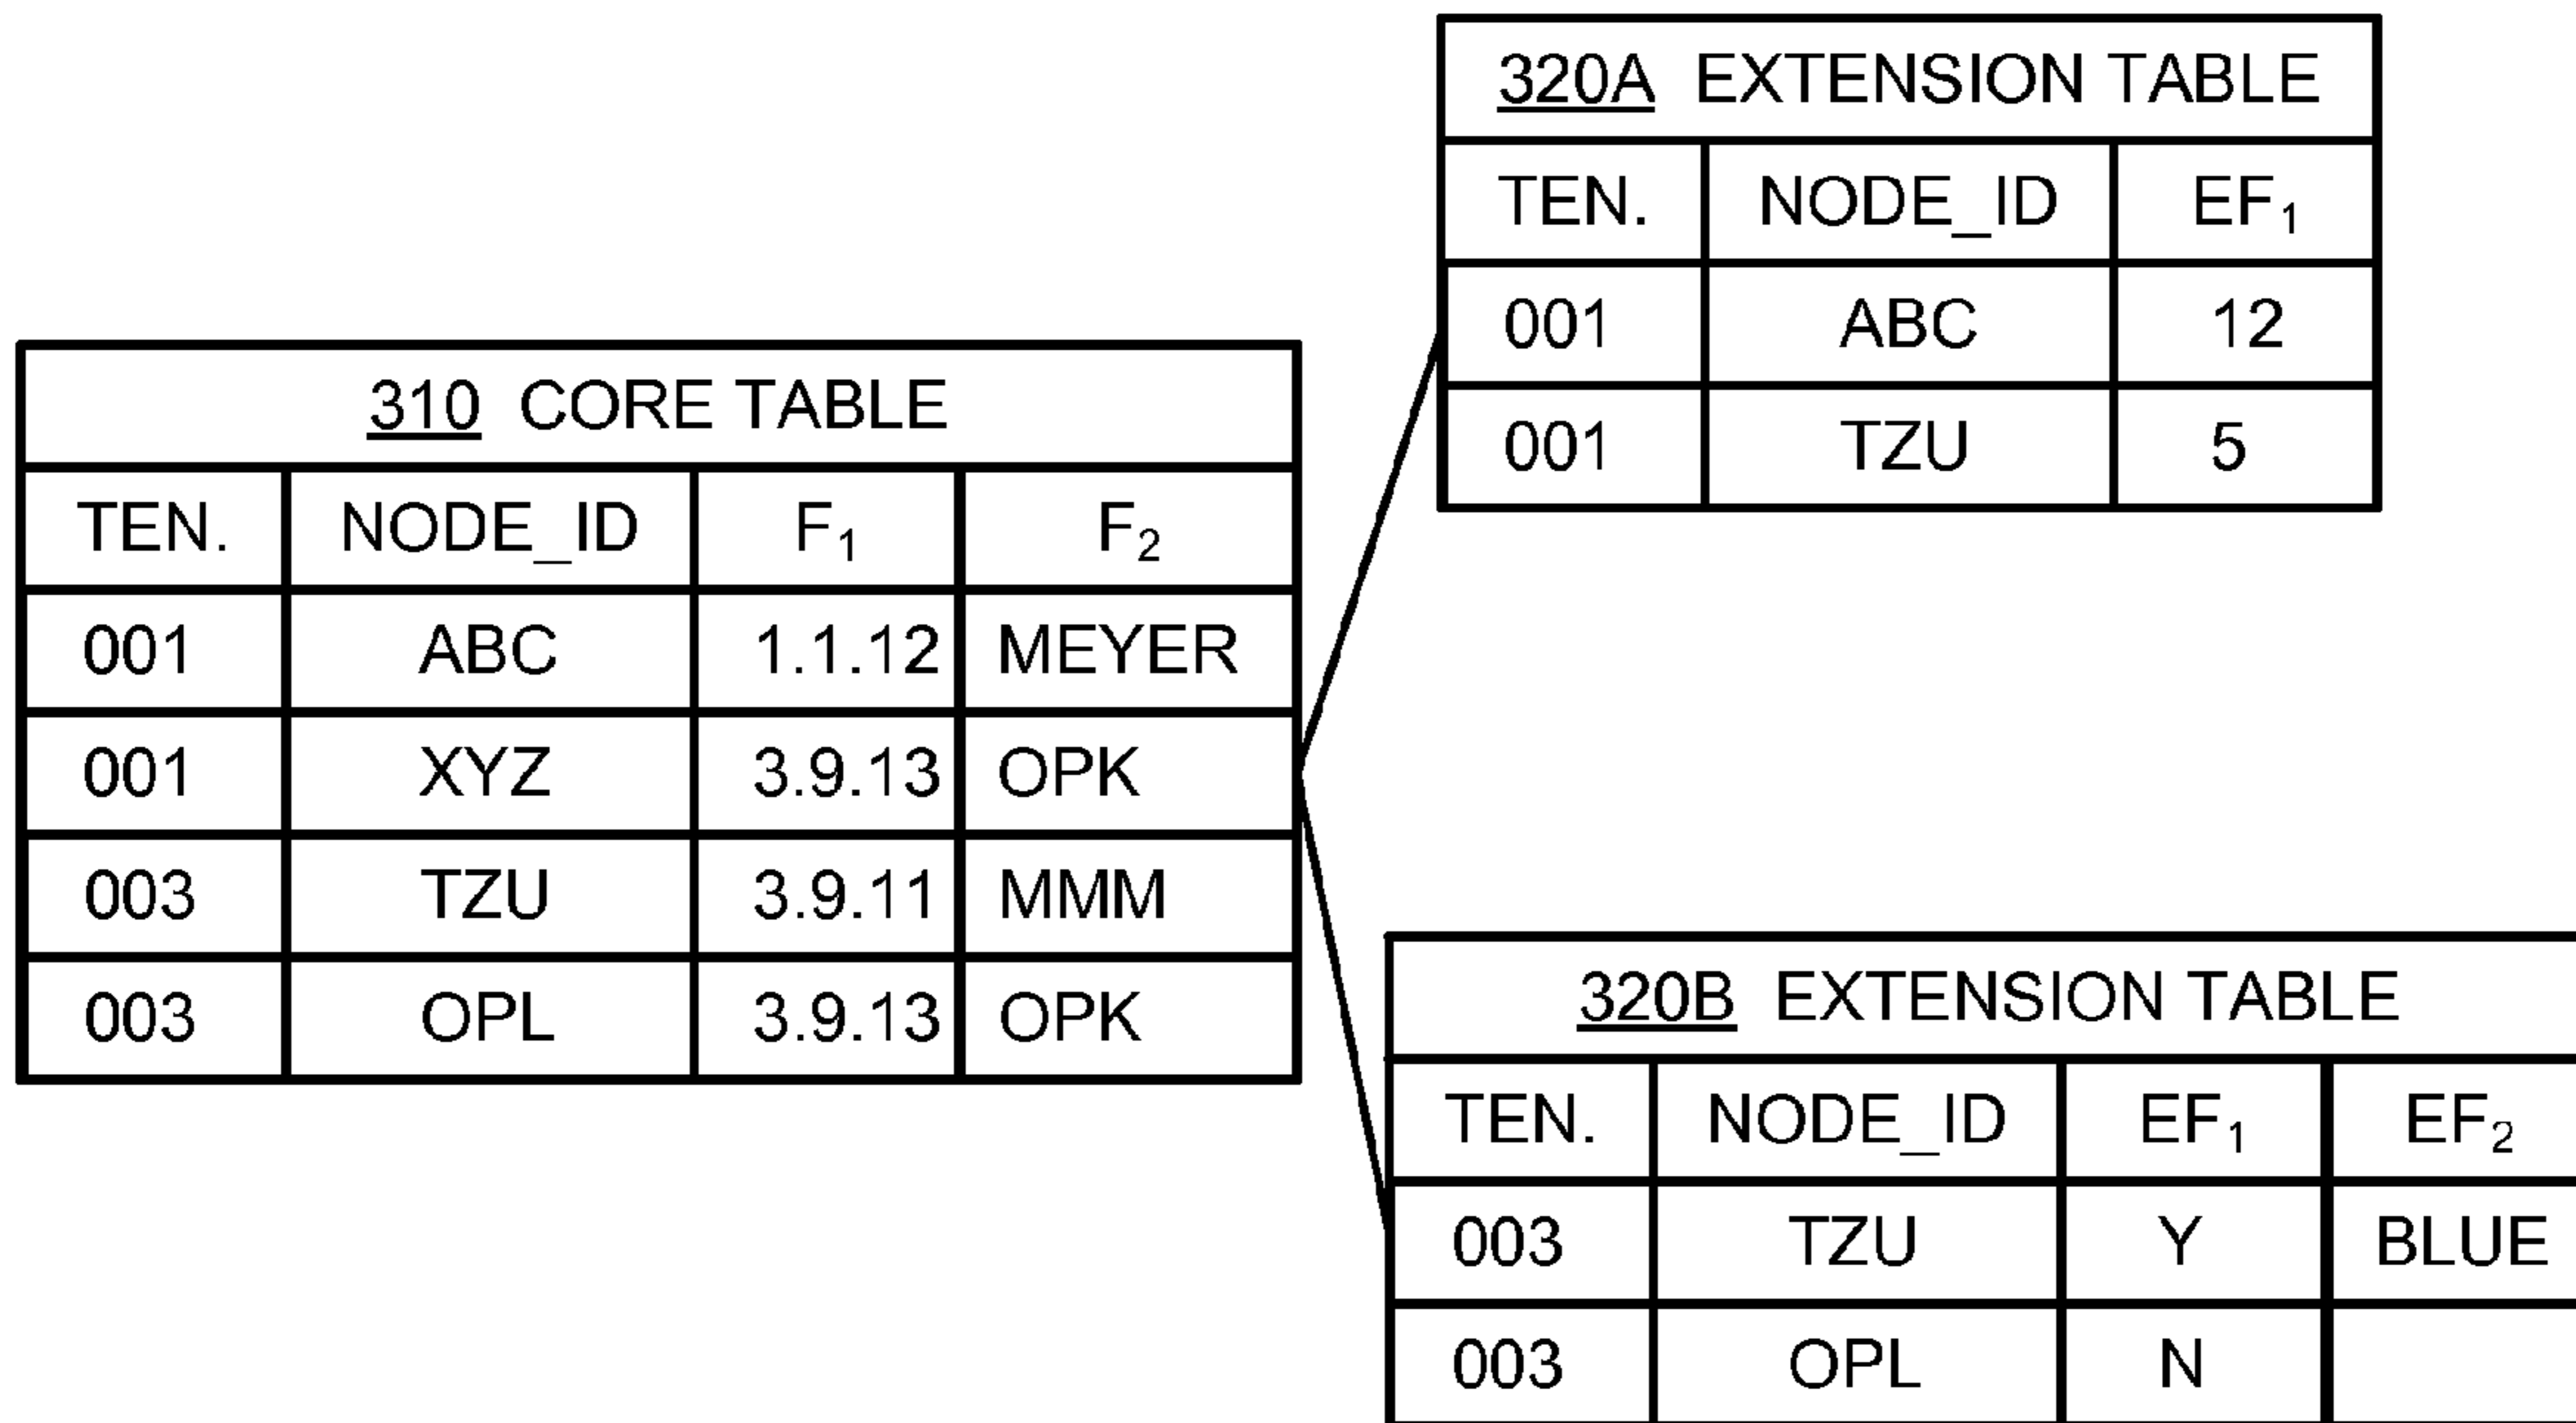 320A EXTENSION TABLE
TEN. NODE_ID EF₁
001 ABC 12
001 TZU 5
310 CORE TABLE
TEN. NODE_ID F₁ F₂
001 ABC 1.1.12 MEYER
001 XYZ 3.9.13 OPK
003 TZU 3.9.11 MMM
003 OPL 3.9.13 OPK
320B EXTENSION TABLE
TEN. NODE_ID EF₁ EF₂
003 TZU Y BLUE
003 OPL N